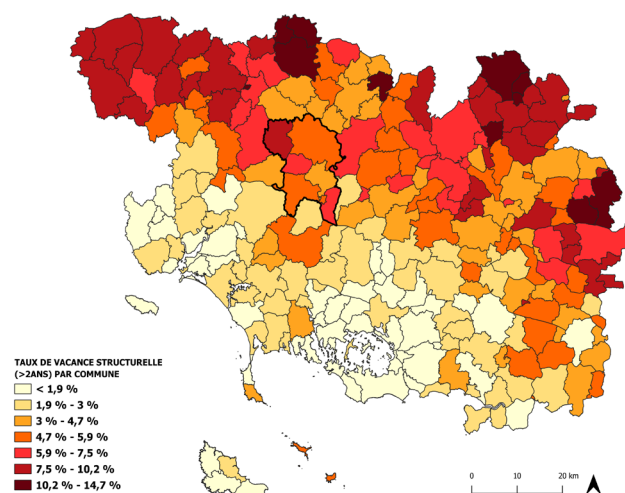 TAUX DE VACANCE STRUCTURELLE
(>2ANS) PAR COMMUNE
< 1,9 %
1,9 % - 3 %
3 % - 4,7 %
4,7 % - 5,9 %
5,9 % - 7,5 %
7,5 % - 10,2 %
10,2 % - 14,7 %
0 10 20 km